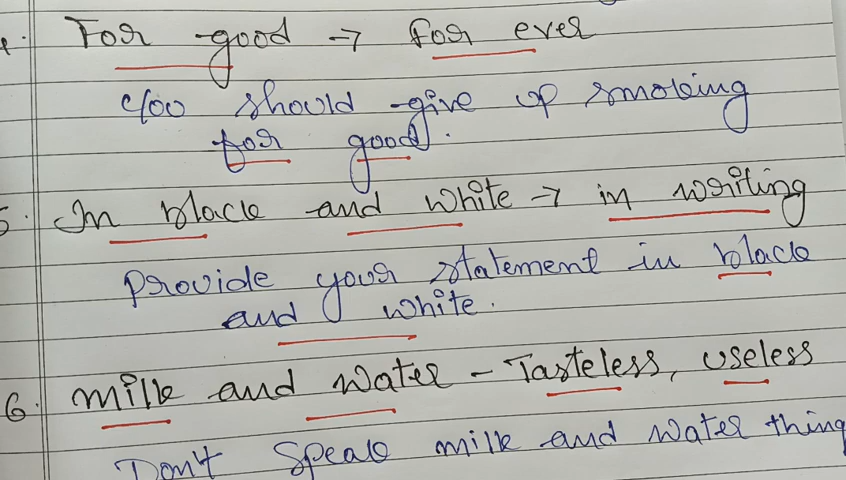 4. For good → For ever
You should give up smoking
for good.
5. In black and white → in writing
provide your statement in black
and white.
6. milk and water - Tasteless, useless
Don't speak milk and water thing